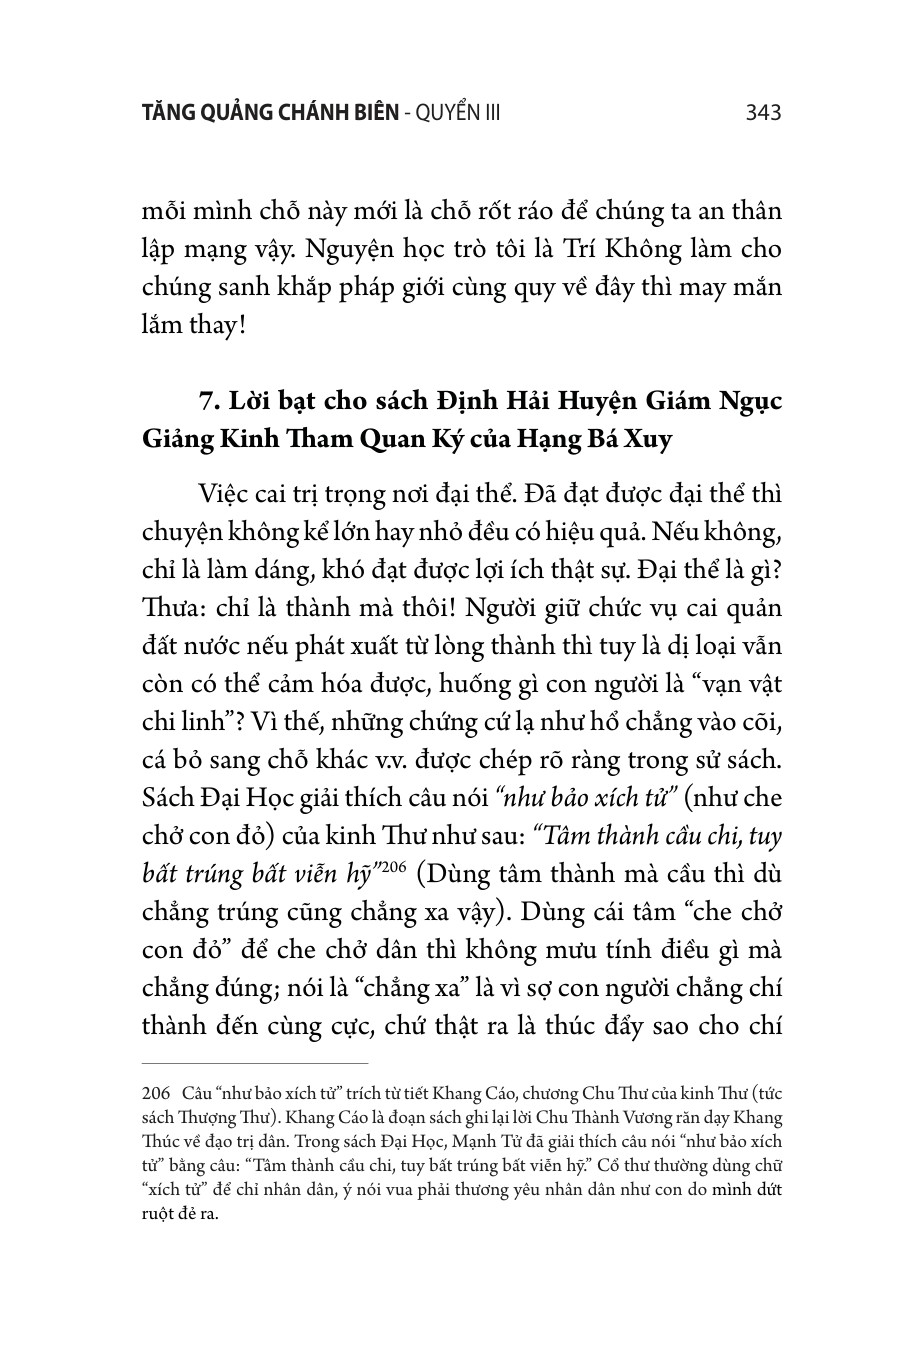 TĂNG QUẢNG CHÁNH BIÊN - QUYỂN III 343
mỗi mình chỗ này mới là chỗ rốt ráo để chúng ta an thân
lập mạng vậy. Nguyện học trò tôi là Trí Không làm cho
chúng sanh khắp pháp giới cùng quy về đây thì may mắn
lắm thay!
7. Lời bạt cho sách Định Hải Huyện Giám Ngục
Giảng Kinh Tham Quan Ký của Hạng Bá Xuy
Việc cai trị trọng nơi đại thể. Đã đạt được đại thể thì
chuyện không kể lớn hay nhỏ đều có hiệu quả. Nếu không,
chỉ là làm dáng, khó đạt được lợi ích thật sự. Đại thể là gì?
Thưa: chỉ là thành mà thôi! Người giữ chức vụ cai quản
đất nước nếu phát xuất từ lòng thành thì tuy là dị loại vẫn
còn có thể cảm hóa được, huống gì con người là “vạn vật
chi linh”? Vì thế, những chứng cứ lạ như hổ chẳng vào cõi,
cá bỏ sang chỗ khác v.v. được chép rõ ràng trong sử sách.
Sách Đại Học giải thích câu nói “như bảo xích tử” (như che
chở con đỏ) của kinh Thư như sau: “Tâm thành cầu chi, tuy
bất trúng bất viễn hỹ”206 (Dùng tâm thành mà cầu thì dù
chẳng trúng cũng chẳng xa vậy). Dùng cái tâm “che chở
con đỏ” để che chở dân thì không mưu tính điều gì mà
chẳng đúng; nói là “chẳng xa” là vì sợ con người chẳng chí
thành đến cùng cực, chứ thật ra là thúc đẩy sao cho chí
206 Câu “như bảo xích tử” trích từ tiết Khang Cáo, chương Chu Thư của kinh Thư (tức
sách Thượng Thư). Khang Cáo là đoạn sách ghi lại lời Chu Thành Vương răn dạy Khang
Thúc về đạo trị dân. Trong sách Đại Học, Mạnh Tử đã giải thích câu nói “như bảo xích
tử” bằng câu: “Tâm thành cầu chi, tuy bất trúng bất viễn hỹ.” Cổ thư thường dùng chữ
“xích tử” để chỉ nhân dân, ý nói vua phải thương yêu nhân dân như con do mình dứt
ruột đẻ ra.